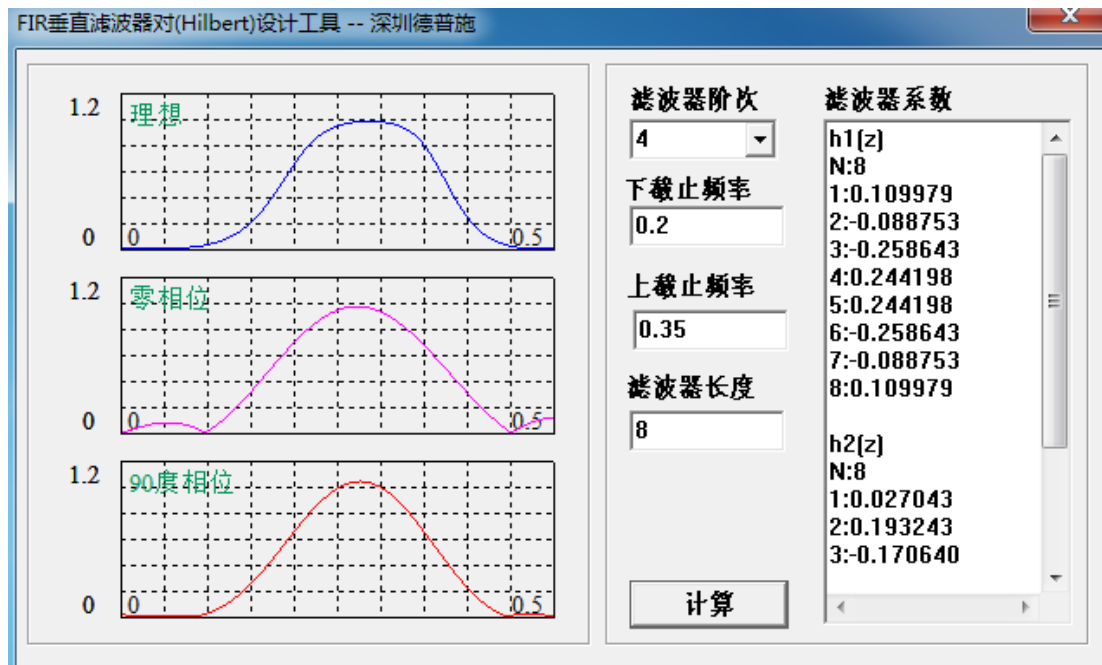 FIR垂直滤波器对(Hilbert)设计工具 -- 深圳德普施
1.2
理想
0
0
0.5
1.2
零相位
0
0
0.5
1.2
90度相位
0
0
0.5
滤波器阶次
4
下截止频率
0.2
上截止频率
0.35
滤波器长度
8
计算
滤波器系数
h1(z)
N:8
1:0.109979
2:-0.088753
3:-0.258643
4:0.244198
5:0.244198
6:-0.258643
7:-0.088753
8:0.109979
h2(z)
N:8
1:0.027043
2:0.193243
3:-0.170640